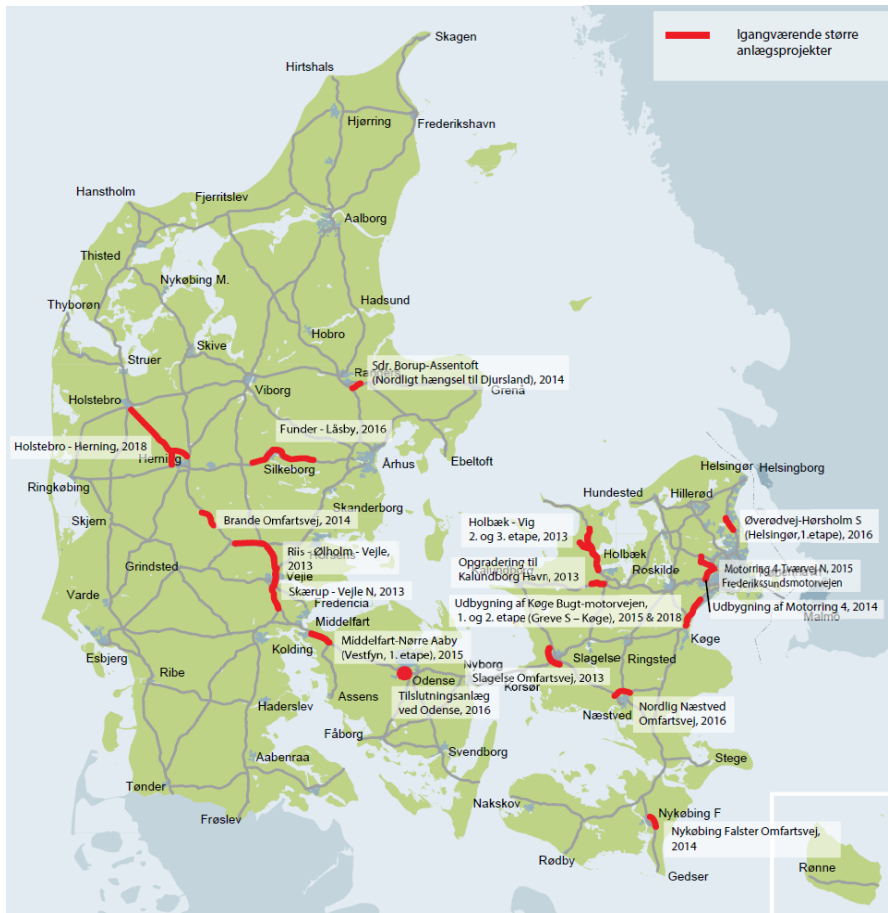 Igangværende større
anlægsprojekter
Skagen
Hirtshals
Hjørring
Frederikshavn
Hanstholm
Fjerritslev
Aalborg
Thisted
Nykøbing M.
Hadsund
Thyborøn
Hobro
Skive
Struer
Sdr. Borup-Assentoft
(Nordligt hængsel til Djursland), 2014
Randers
Grenå
Viborg
Holstebro
Funder - Låsby, 2016
Holstebro - Herning, 2018
Herning
Silkeborg
Århus
Ebeltoft
Ringkøbing
Skanderborg
Skjern
Brande Omfartsvej, 2014
Helsingør
Helsingborg
Hundested
Hillerød
Holbæk - Vig
2. og 3. etape, 2013
Øverødvej-Hørsholm S
(Helsingør,1.etape), 2016
Riis - Ølholm - Vejle,
2013
Horsens
Grindsted
Vejle
Skærup - Vejle N, 2013
Holbæk
Kalundborg
Opgradering til
Kalundborg Havn, 2013
Roskilde
Motorring 4-Tværvej N, 2015
Frederikssundsmotorvejen
København
Varde
Fredericia
Udbygning af Køge Bugt-motorvejen,
1. og 2. etape (Greve S – Køge), 2015 & 2018
Udbygning af Motorring 4, 2014
Malmö
Middelfart
Esbjerg
Kolding
Middelfart-Nørre Aaby
(Vestfyn, 1. etape), 2015
Køge
Slagelse
Ringsted
Ribe
Nyborg
Odense
Slagelse Omfartsvej, 2013
Korsør
Tilslutningsanlæg
ved Odense, 2016
Assens
Haderslev
Næstved
Nordlig Næstved
Omfartsvej, 2016
Fåborg
Svendborg
Aabenraa
Stege
Tønder
Nakskov
Frøslev
Nykøbing F
Nykøbing Falster Omfartsvej,
2014
Rødby
Gedser
Rønne